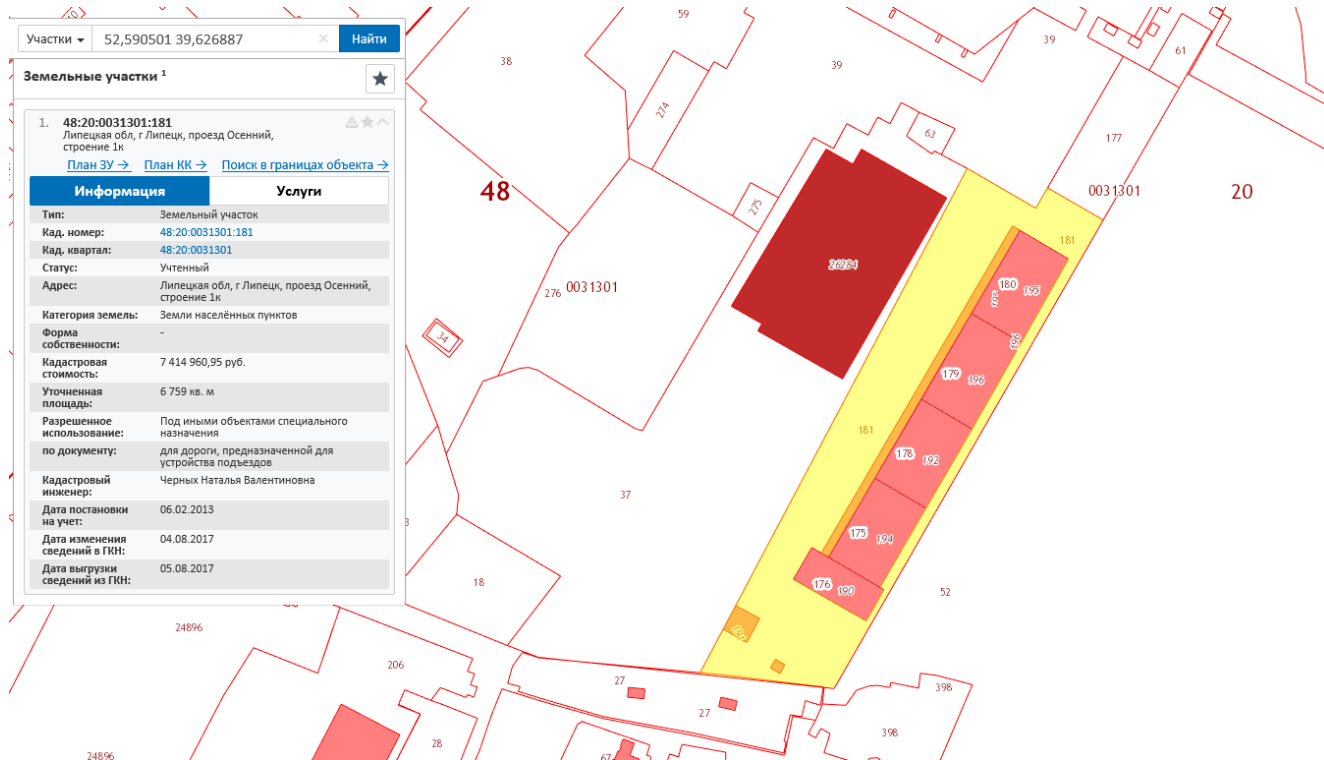 Участки
52,590501 39,626887
×
Найти
Земельные участки 1
1. 48:20:0031301:181
Липецкая обл, г Липецк, проезд Осенний,
строение 1к
План ЗУ →
План КК →
Поиск в границах объекта →
Информация
Услуги
Тип: Земельный участок
Кад. номер: 48:20:0031301:181
Кад. квартал: 48:20:0031301
Статус: Учтенный
Адрес: Липецкая обл, г Липецк, проезд Осенний,
строение 1к
Категория земель: Земли населённых пунктов
Форма
собственности: -
Кадастровая
стоимость: 7 414 960,95 руб.
Уточненная
площадь: 6 759 кв. м
Разрешенное
использование: Под иными объектами специального
назначения
по документу: для дороги, предназначенной для
устройства подъездов
Кадастровый
инженер: Черных Наталья Валентиновна
Дата постановки
на учет: 06.02.2013
Дата изменения
сведений в ГКН: 04.08.2017
Дата выгрузки
сведений из ГКН: 05.08.2017
59
39
61
38
39
274
63
177
48
0031301
20
275
181
26284
276
0031301
180
195
195
34
196
179
196
181
178
192
37
175
194
18
176
190
52
24896
206
27
398
27
398
28
24896
67